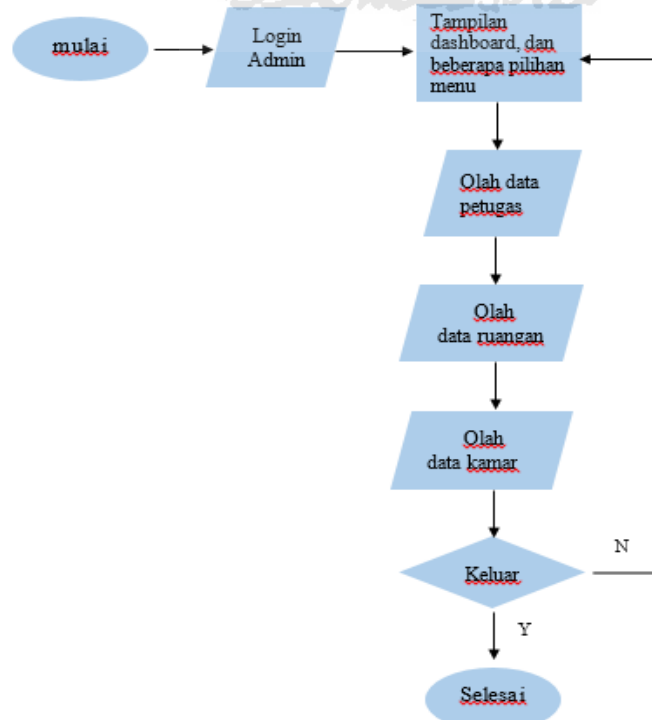 mulai
Login
Admin
Tampilan
dashboard, dan
beberapa pilihan
menu
Olah data
petugas
Olah
data ruangan
Olah
data kamar
Keluar
N
Y
Selesai